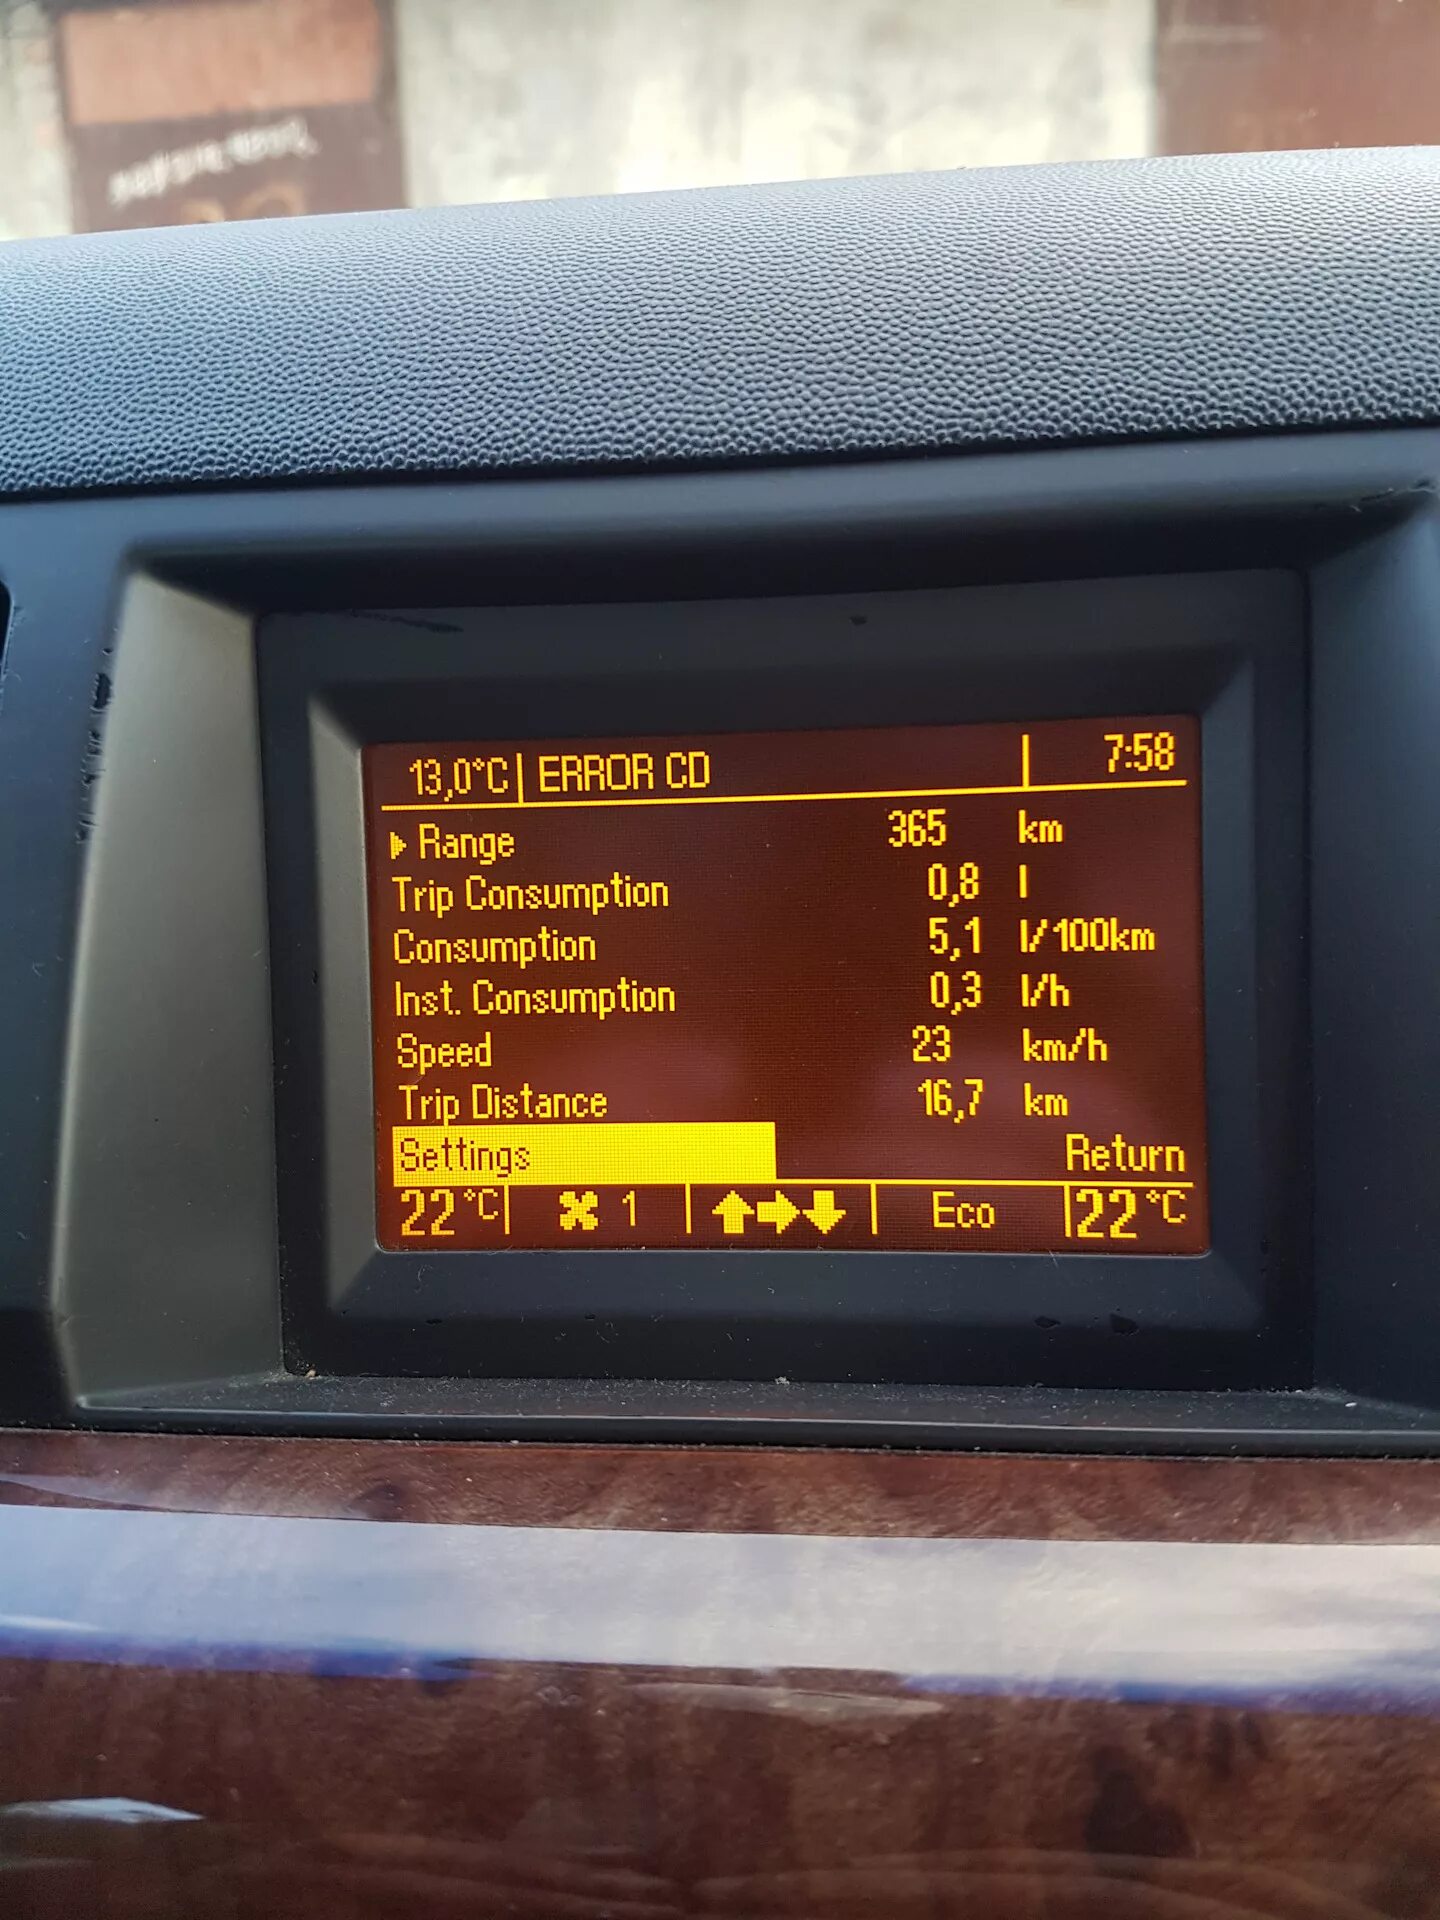 13,0°C ERROR CD 7:58
Range 365 km
Trip Consumption 0,8 l
Consumption 5,1 l/100km
Inst. Consumption 0,3 l/h
Speed 23 km/h
Trip Distance 16,7 km
Settings Return
22°C 1 Eco 22°C